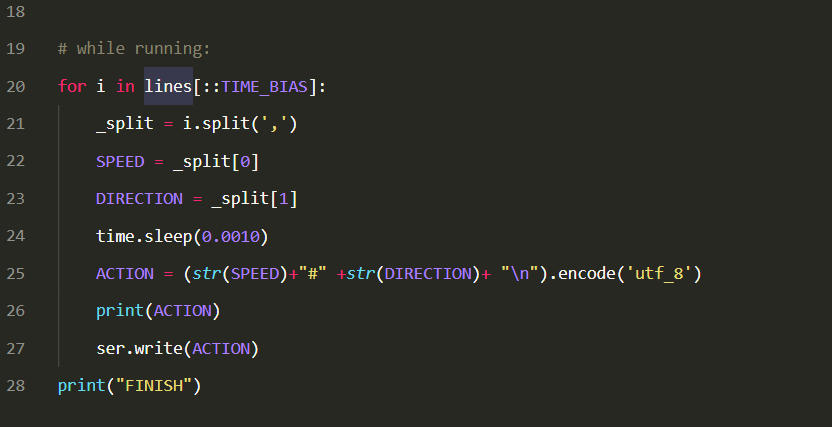 18
19 # while running:
20 for i in lines[::TIME_BIAS]:
21 _split = i.split(',')
22 SPEED = _split[0]
23 DIRECTION = _split[1]
24 time.sleep(0.0010)
25 ACTION = (str(SPEED)+"#" +str(DIRECTION)+ "\n").encode('utf_8')
26 print(ACTION)
27 ser.write(ACTION)
28 print("FINISH")